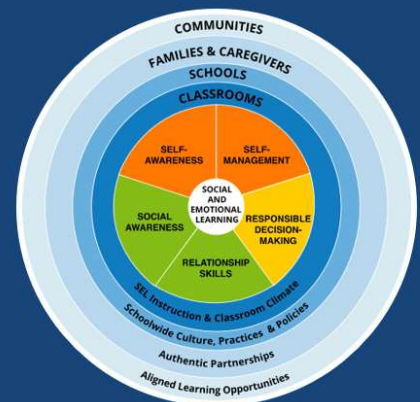 COMMUNITIES
FAMILIES & CAREGIVERS
SCHOOLS
CLASSROOMS
SELF-
AWARENESS
SELF-
MANAGEMENT
SOCIAL
AND
EMOTIONAL
LEARNING
SOCIAL
AWARENESS
RESPONSIBLE
DECISION-
MAKING
RELATIONSHIP
SKILLS
SEL Instruction & Classroom Climate
Schoolwide Culture, Practices & Policies
Authentic Partnerships
Aligned Learning Opportunities